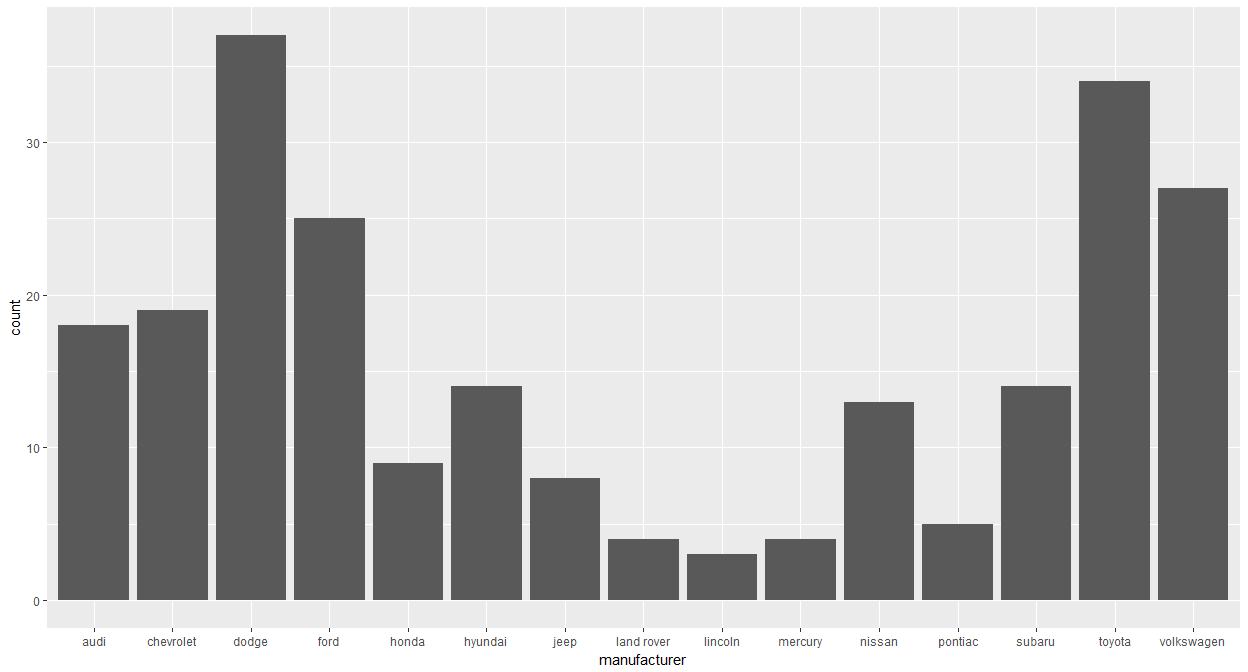 count
30
20
10
0
audi chevrolet dodge ford honda hyundai jeep land rover lincoln mercury nissan pontiac subaru toyota volkswagen
manufacturer